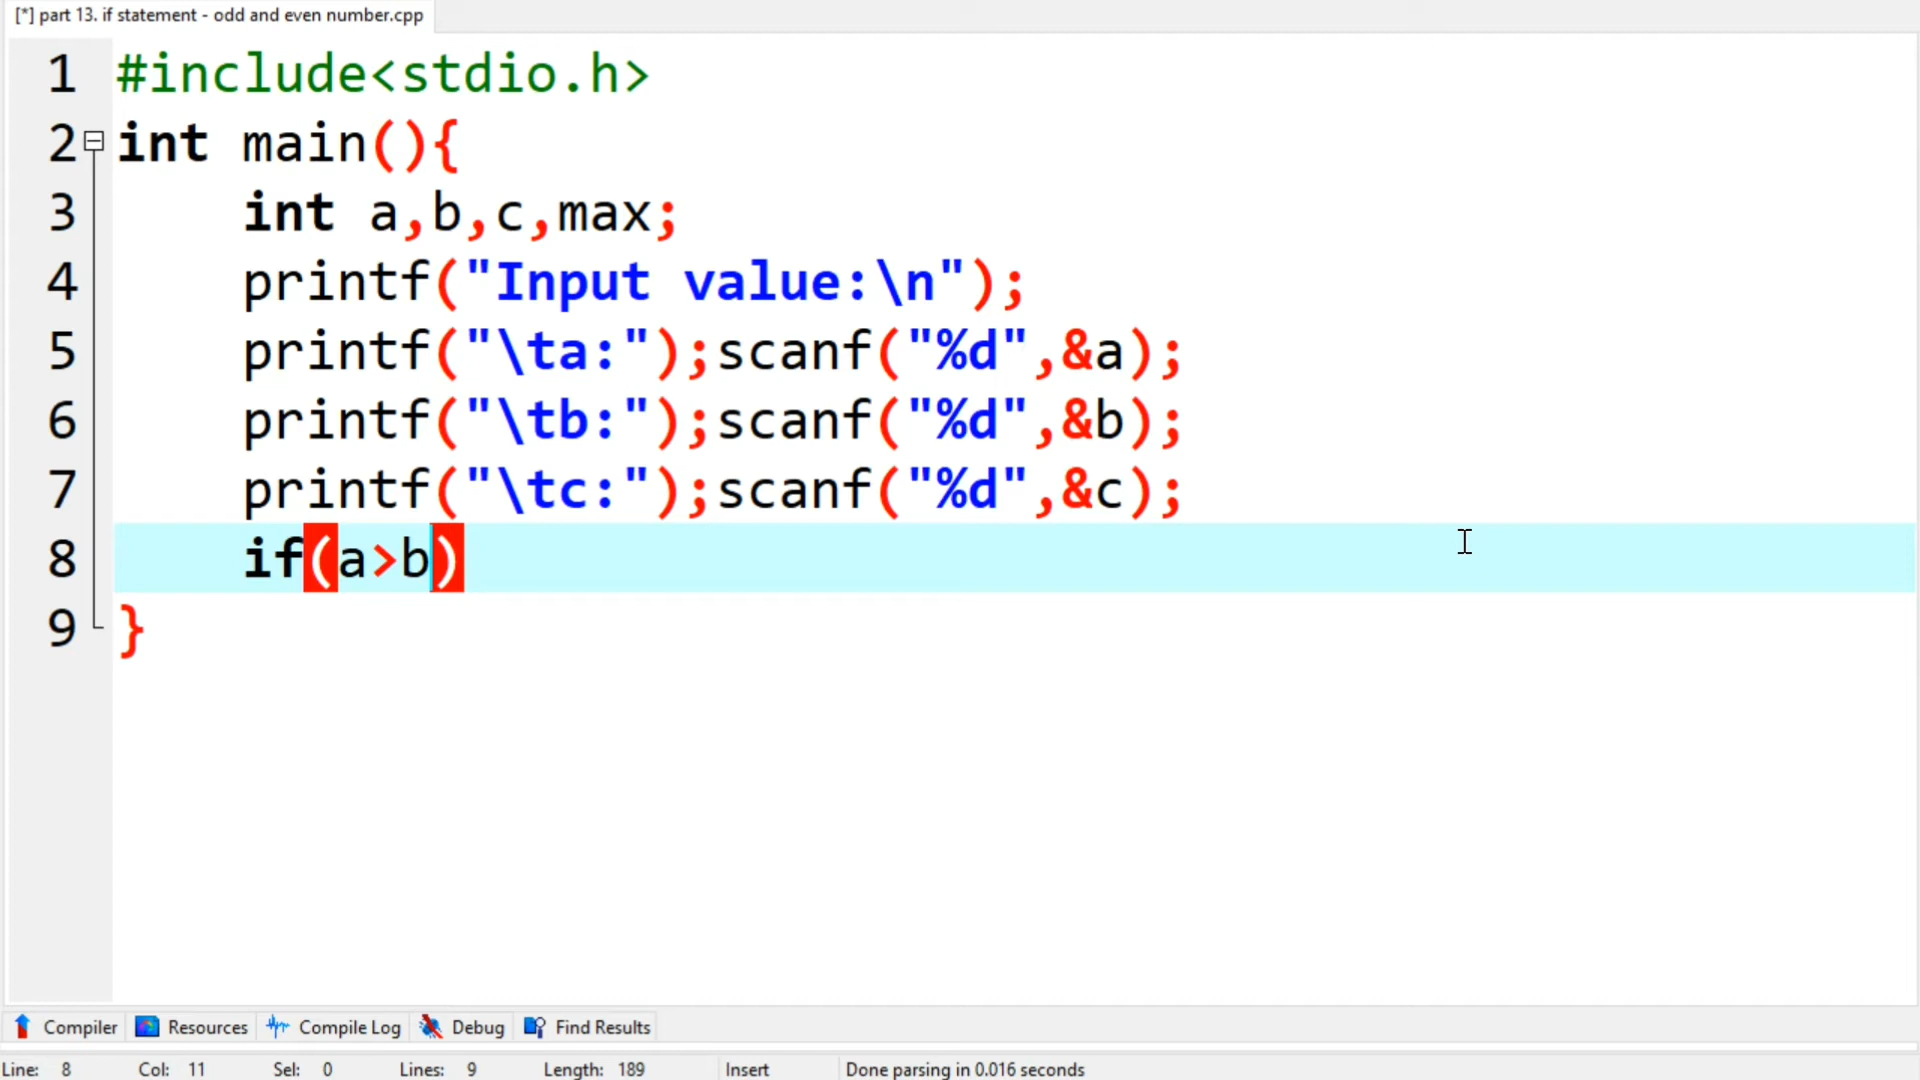 [*] part 13. if statement - odd and even number.cpp
1 #include<stdio.h>
2 int main(){
3 int a,b,c,max;
4 printf("Input value:\n");
5 printf("\ta:");scanf("%d",&a);
6 printf("\tb:");scanf("%d",&b);
7 printf("\tc:");scanf("%d",&c);
8 if(a>b)
9 }
Compiler Resources Compile Log Debug Find Results
Line: 8 Col: 11 Sel: 0 Lines: 9 Length: 189 Insert Done parsing in 0.016 seconds